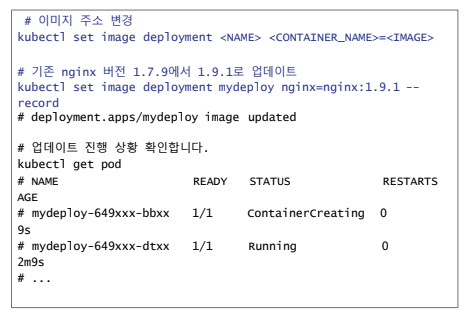 # 이미지 주소 변경
kubectl set image deployment <NAME> <CONTAINER_NAME>=<IMAGE>
# 기존 nginx 버전 1.7.9에서 1.9.1로 업데이트
kubectl set image deployment mydeploy nginx=nginx:1.9.1 --
record
# deployment.apps/mydeploy image updated
# 업데이트 진행 상황 확인합니다.
kubectl get pod
# NAME READY STATUS RESTARTS
AGE
# mydeploy-649xxx-bbxx 1/1 ContainerCreating 0
9s
# mydeploy-649xxx-dtxx 1/1 Running 0
2m9s
# ...